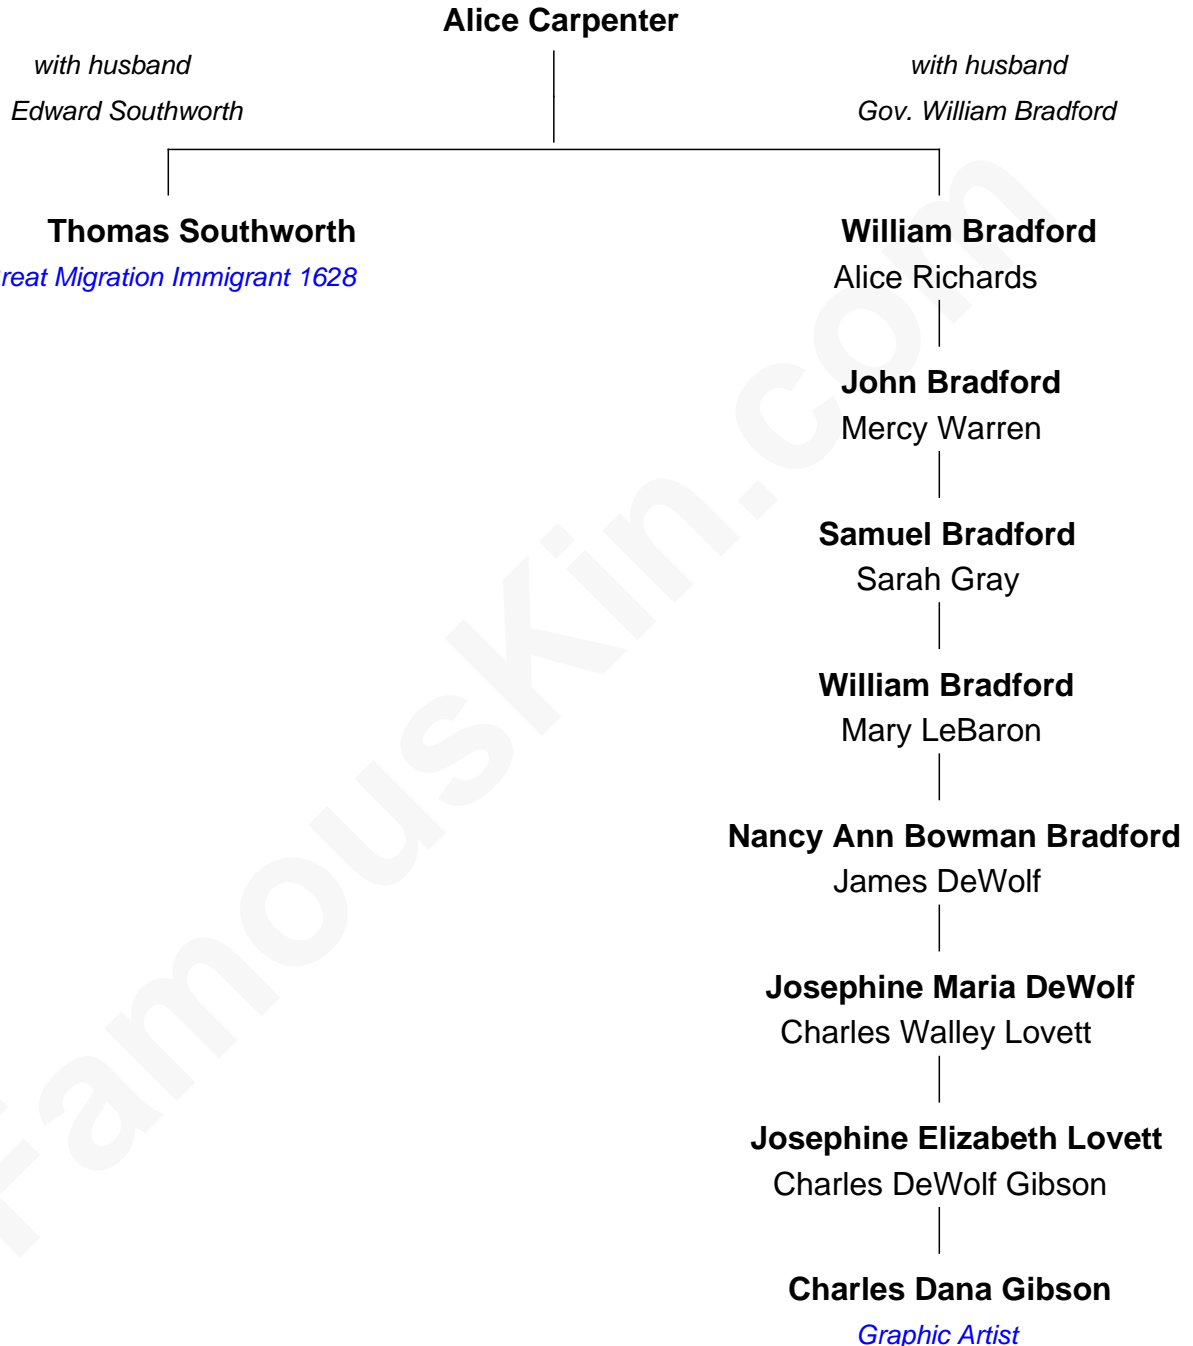 Alice Carpenter
with husband
Edward Southworth
with husband
Gov. William Bradford
Thomas Southworth
Migration Immigrant 1628
William Bradford
Alice Richards
John Bradford
Mercy Warren
Samuel Bradford
Sarah Gray
William Bradford
Mary LeBaron
Nancy Ann Bowman Bradford
James DeWolf
Josephine Maria DeWolf
Charles Walley Lovett
Josephine Elizabeth Lovett
Charles DeWolf Gibson
Charles Dana Gibson
Graphic Artist
FamousKin.com